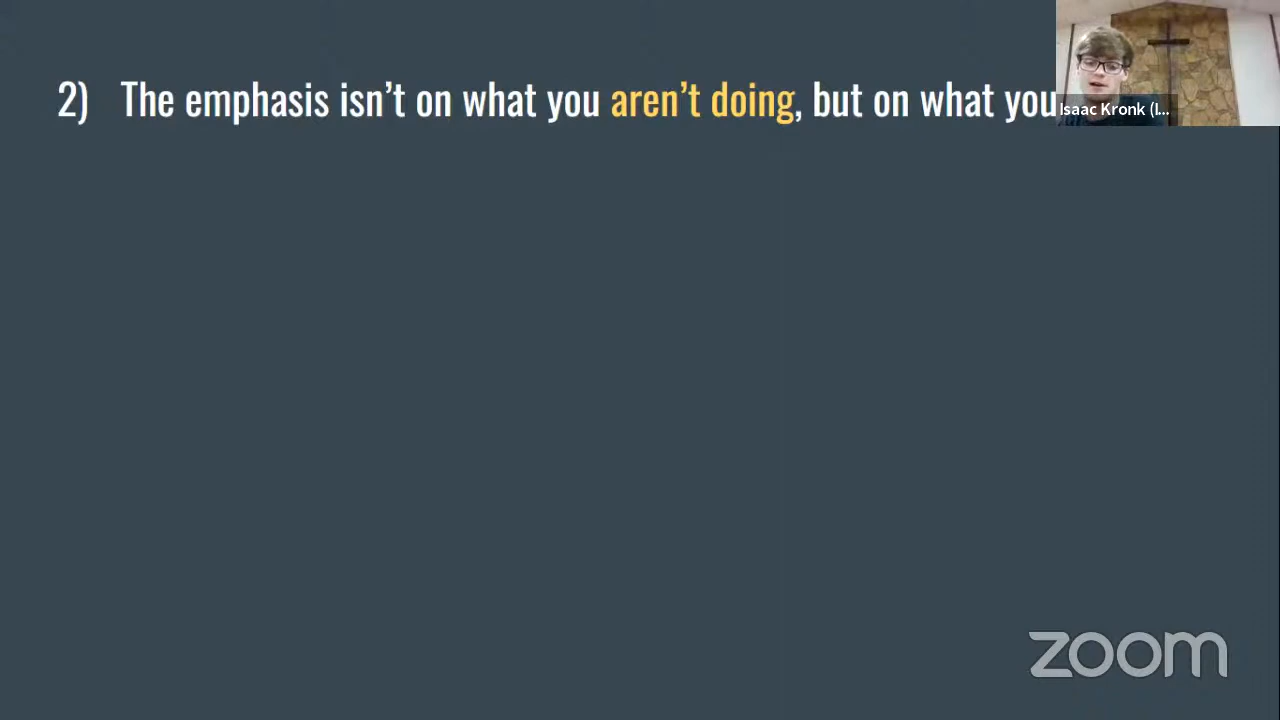 2) The emphasis isn't on what you aren't doing, but on what you
Isaac Kronk (I...
zoom